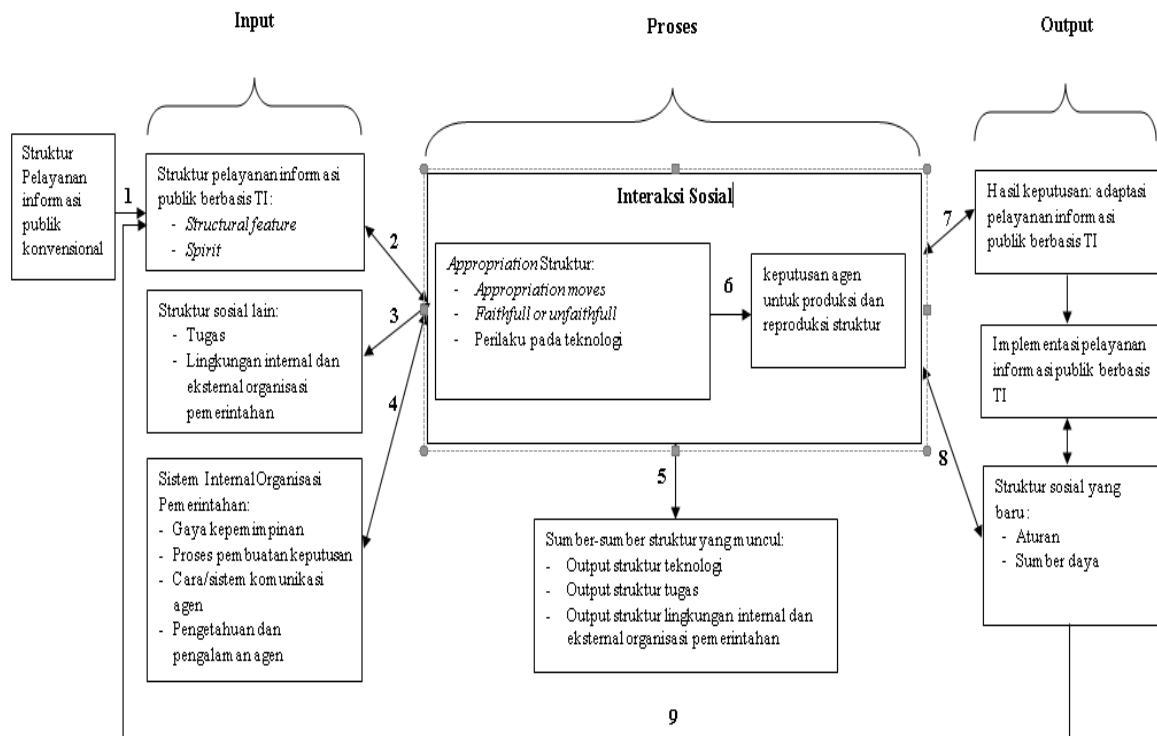 Input
Proses
Output
Struktur
Pelayanan
informasi
publik
konvensional
1
Struktur pelayanan informasi
publik berbasis TI:
- Structural feature
- Spirit
2
Struktur sosial lain:
- Tugas
- Lingkungan internal dan
eksternal organisasi
pemerintahan
3
Sistem Internal Organisasi
Pemerintahan:
- Gaya kepemimpinan
- Proses pembuatan keputusan
- Cara/sistem komunikasi
agen
- Pengetahuan dan
pengalaman agen
4
Interaksi Sosial
Appropriation Struktur:
- Appropriation moves
- Faithfull or unfaithfull
- Perilaku pada teknologi
6
keputusan agen
untuk produksi dan
reproduksi struktur
5
Sumber-sumber struktur yang muncul:
- Output struktur teknologi
- Output struktur tugas
- Output struktur lingkungan internal dan
eksternal organisasi pemerintahan
7
Hasil keputusan: adaptasi
pelayanan informasi
publik berbasis TI
Implementasi pelayanan
informasi publik berbasis
TI
8
Struktur sosial yang
baru:
- Aturan
- Sumber daya
9